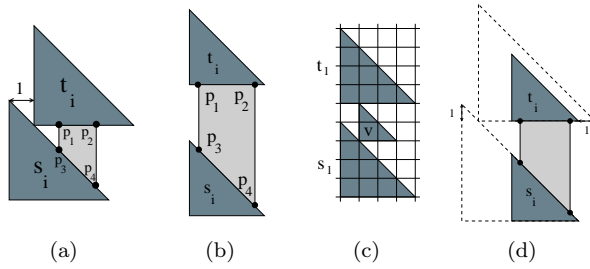 1
t_i
p_1 p_2
p_3
p_4
s_i
(a)
t_i
p_1 p_2
p_3
p_4
s_i
(b)
t_1
v
s_1
(c)
t_i
1
1
s_i
(d)